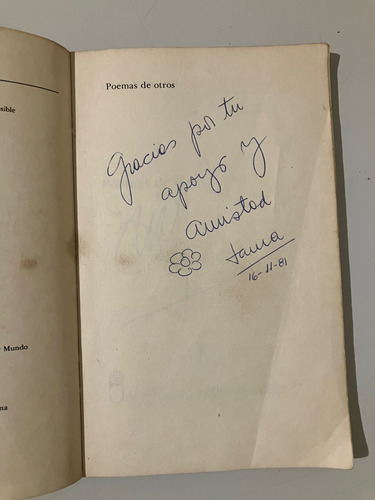 Poemas de otros
sible
Gracias por tu
apoyo y
amistad
Laura
16-11-81
Mundo
na